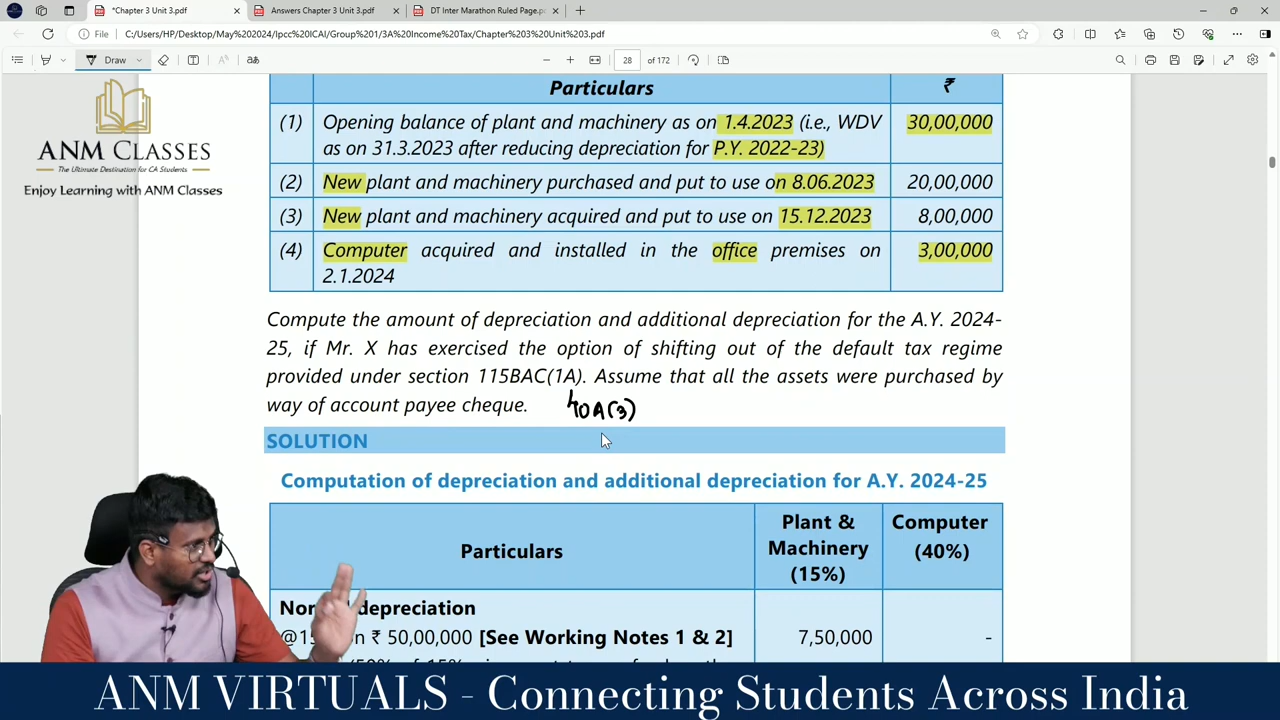 *Chapter 3 Unit 3.pdf
Answers Chapter 3 Unit 3.pdf
DT Inter Marathon Ruled Page.p
File
C:/Users/HP/Desktop/May%202024/Ipcc%20ICAI/Group%201/3A%20Income%20Tax/Chapter%203%20Unit%203.pdf
Draw
28
of 172
ANM CLASSES
The Ultimate Destination for CA Students
Enjoy Learning with ANM Classes
Particulars ₹
(1) Opening balance of plant and machinery as on 1.4.2023 (i.e., WDV 30,00,000
as on 31.3.2023 after reducing depreciation for P.Y. 2022-23)
(2) New plant and machinery purchased and put to use on 8.06.2023 20,00,000
(3) New plant and machinery acquired and put to use on 15.12.2023 8,00,000
(4) Computer acquired and installed in the office premises on 3,00,000
2.1.2024
Compute the amount of depreciation and additional depreciation for the A.Y. 2024-
25, if Mr. X has exercised the option of shifting out of the default tax regime
provided under section 115BAC(1A). Assume that all the assets were purchased by
way of account payee cheque. 40A(3)
SOLUTION
Computation of depreciation and additional depreciation for A.Y. 2024-25
Particulars
Plant &
Machinery
(15%)
Computer
(40%)
depreciation
on ₹ 50,00,000 [See Working Notes 1 & 2] 7,50,000 -
ANM VIRTUALS - Connecting Students Across India